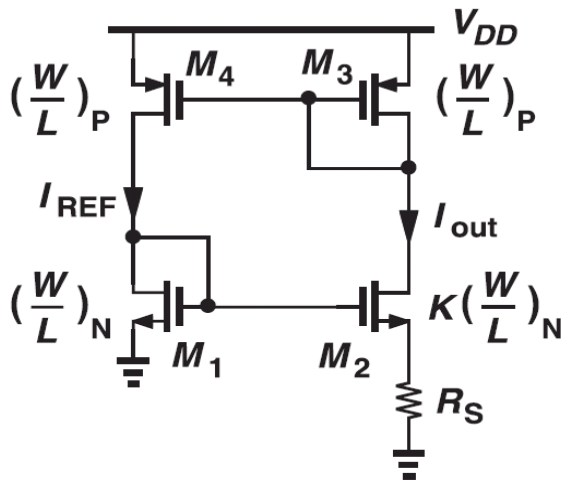 V_DD
M_4
M_3
(W/L)_P
(W/L)_P
I_REF
I_out
(W/L)_N
K(W/L)_N
M_1
M_2
R_S